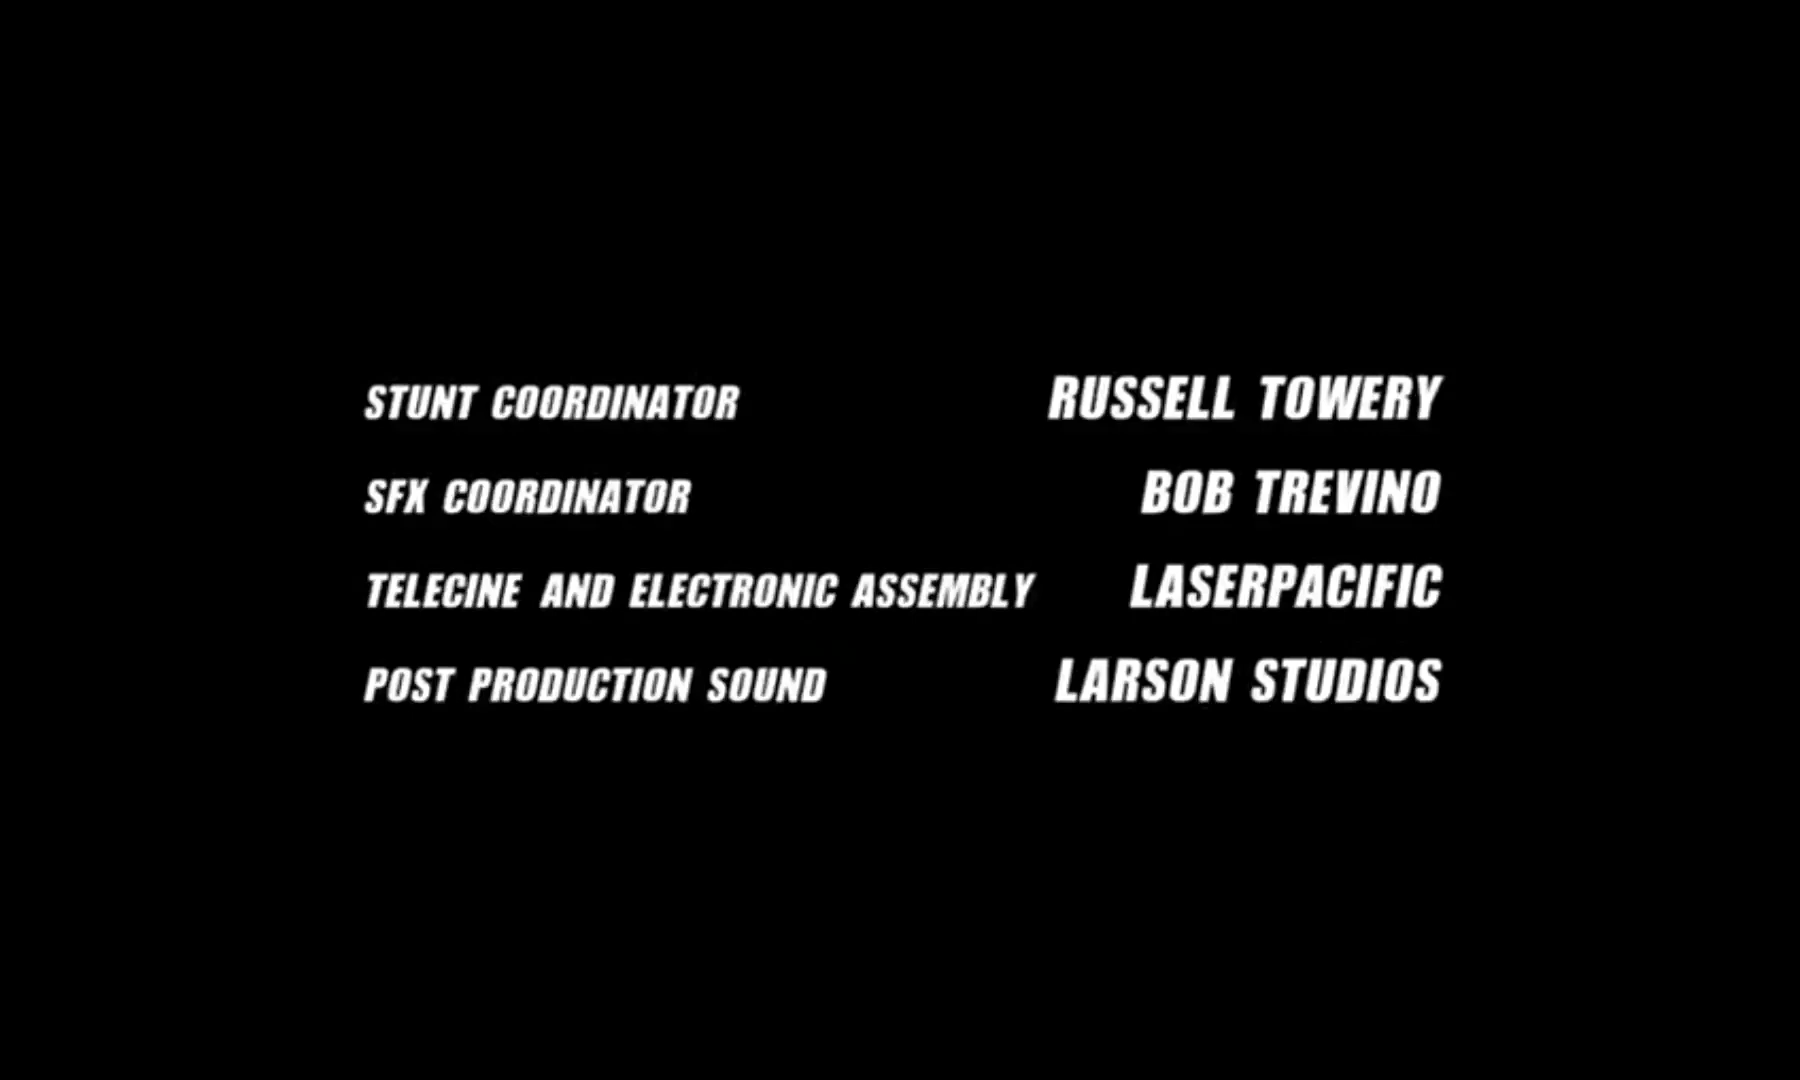 STUNT COORDINATOR RUSSELL TOWERY
SFX COORDINATOR BOB TREVINO
TELECINE AND ELECTRONIC ASSEMBLY LASERPACIFIC
POST PRODUCTION SOUND LARSON STUDIOS